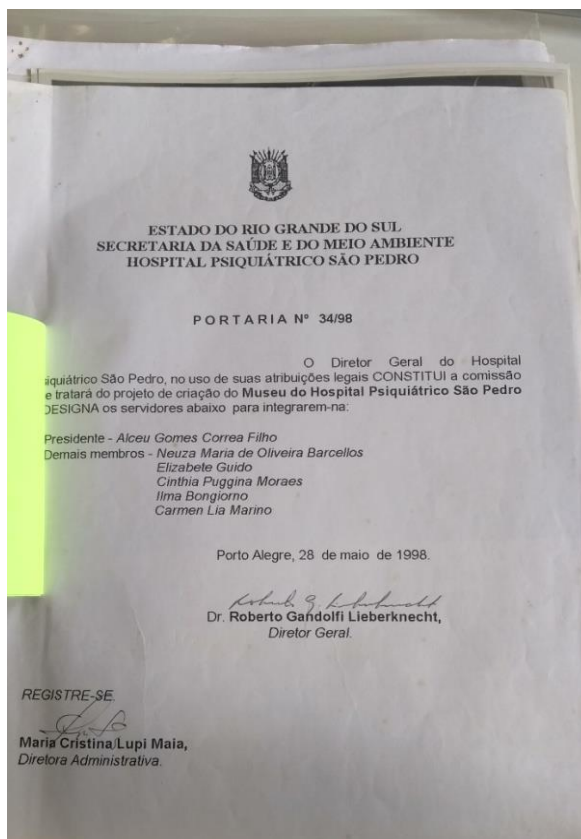 ESTADO DO RIO GRANDE DO SUL
SECRETARIA DA SAÚDE E DO MEIO AMBIENTE
HOSPITAL PSIQUIÁTRICO SÃO PEDRO
PORTARIA Nº 34/98
O Diretor Geral do Hospital
siquiátrico São Pedro, no uso de suas atribuições legais CONSTITUI a comissão
e tratará do projeto de criação do Museu do Hospital Psiquiátrico São Pedro
DESIGNA os servidores abaixo para integrarem-na:
Presidente - Alceu Gomes Correa Filho
Demais membros - Neuza Maria de Oliveira Barcellos
Elizabete Guido
Cinthia Puggina Moraes
Ilma Bongiorno
Carmen Lia Marino
Porto Alegre, 28 de maio de 1998.
Dr. Roberto Gandolfi Lieberknecht,
Diretor Geral.
REGISTRE-SE.
Maria Cristina Lupi Maia,
Diretora Administrativa.